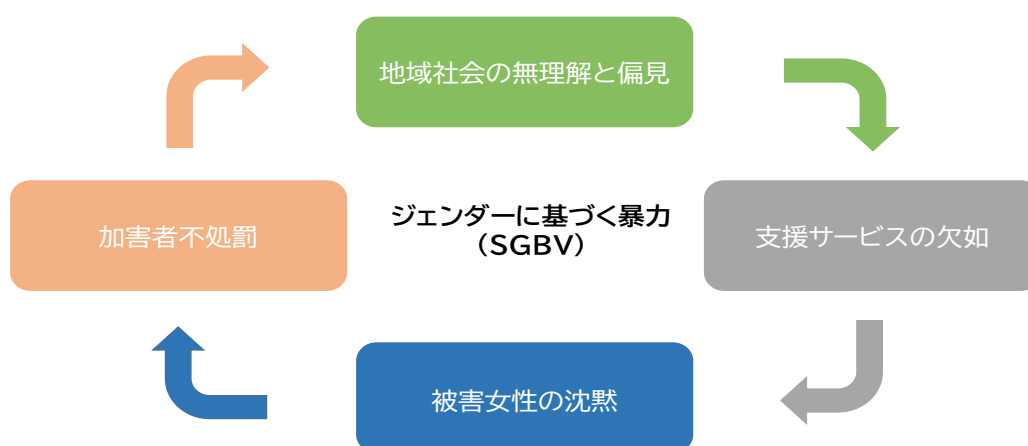 地域社会の無理解と偏見
加害者不処罰
ジェンダーに基づく暴力
（SGBV）
支援サービスの欠如
被害女性の沈黙